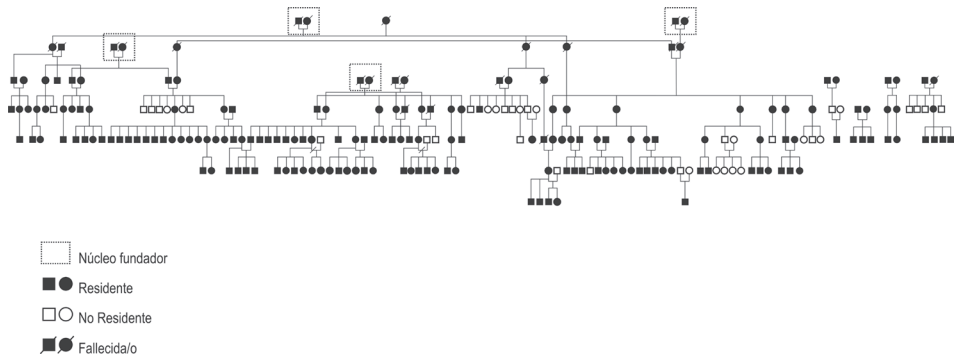 Núcleo fundador
Residente
No Residente
Fallecida/o